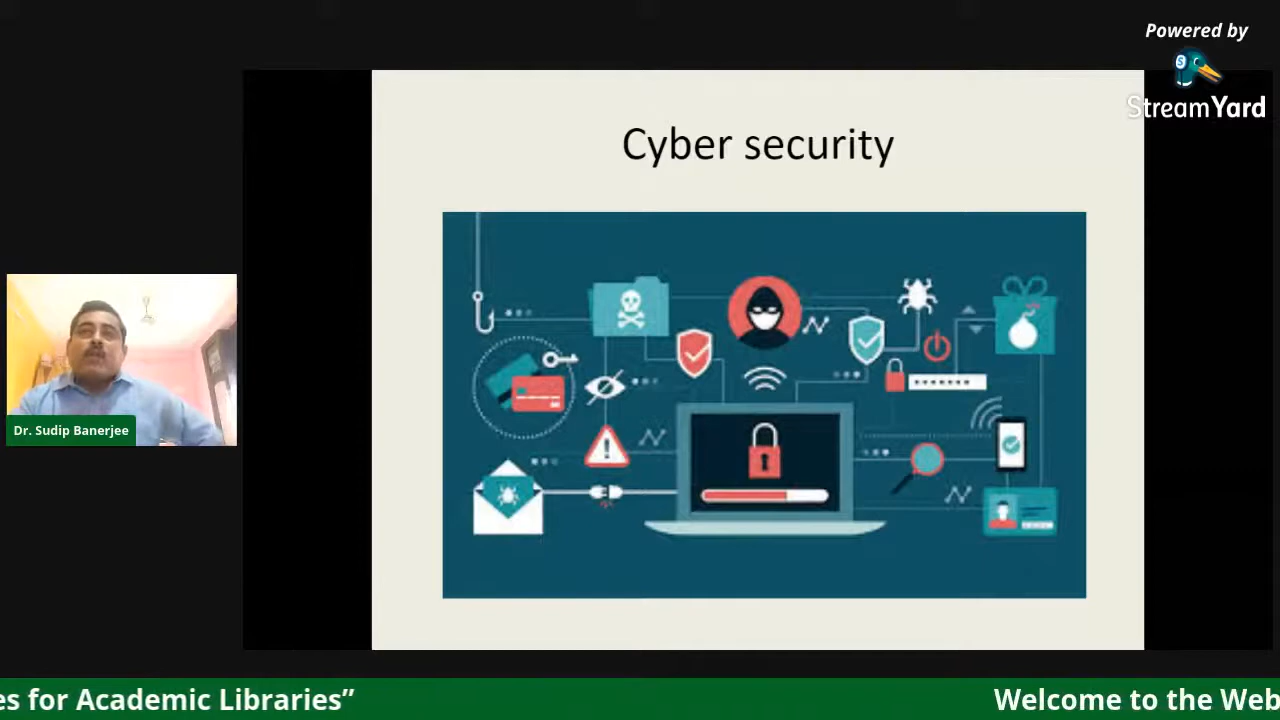 Powered by
StreamYard
Cyber security
Dr. Sudip Banerjee
es for Academic Libraries”
Welcome to the Web